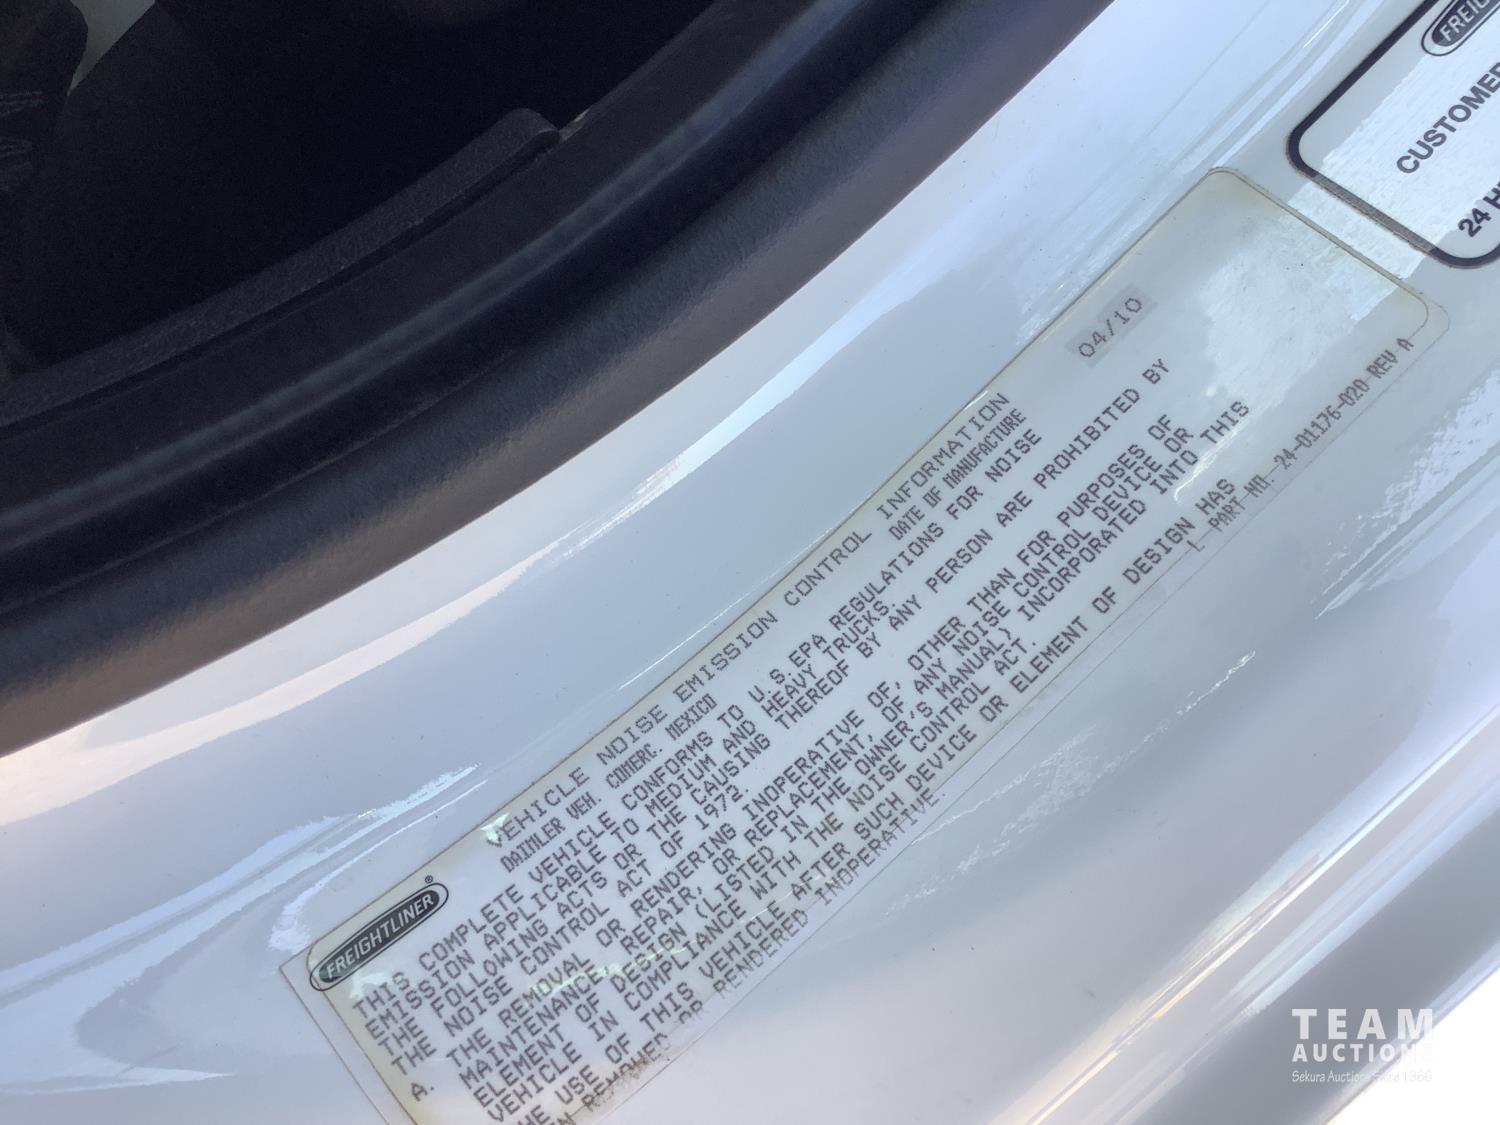 FREIGHTLINER®
VEHICLE NOISE EMISSION CONTROL INFORMATION
DAIMLER VEH. COMERC. MEXICO DATE OF MANUFACTURE 04/10
THIS COMPLETE VEHICLE CONFORMS TO U.S.EPA REGULATIONS FOR NOISE
EMISSION APPLICABLE TO MEDIUM AND HEAVY TRUCKS.
THE FOLLOWING ACTS OR THE CAUSING THEREOF BY ANY PERSON ARE PROHIBITED BY
THE NOISE CONTROL ACT OF 1972.
A. THE REMOVAL OR RENDERING INOPERATIVE OF, OTHER THAN FOR PURPOSES OF
MAINTENANCE, REPAIR, OR REPLACEMENT, OF ANY NOISE CONTROL DEVICE OR
ELEMENT OF DESIGN (LISTED IN THE OWNER'S MANUAL) INCORPORATED INTO THIS
VEHICLE IN COMPLIANCE WITH THE NOISE CONTROL ACT.
HE USE OF THIS VEHICLE AFTER SUCH DEVICE OR ELEMENT OF DESIGN HAS
EN REMOVED OR RENDERED INOPERATIVE.
L PART NO. 24-01176-020 REV A
FREIG
CUSTOMER
24 H
TEAM
AUCTIONS
Sekura Auctions Since 1966